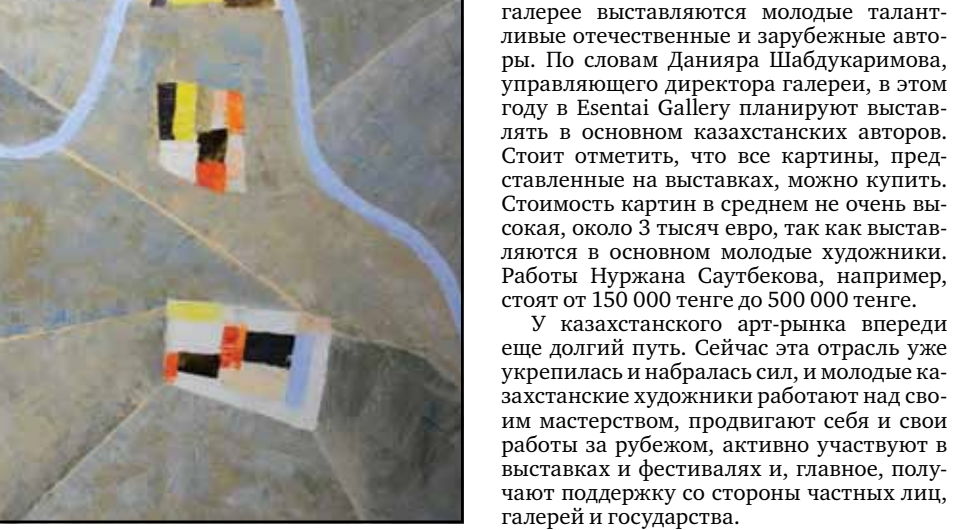 галерее выставляются молодые талант-
ливые отечественные и зарубежные авто-
ры. По словам Данияра Шабдукаримова,
управляющего директора галереи, в этом
году в Esentai Gallery планируют выстав-
лять в основном казахстанских авторов.
Стоит отметить, что все картины, пред-
ставленные на выставках, можно купить.
Стоимость картин в среднем не очень вы-
сокая, около 3 тысяч евро, так как выстав-
ляются в основном молодые художники.
Работы Нуржана Саутбекова, например,
стоят от 150 000 тенге до 500 000 тенге.
У казахстанского арт-рынка впереди
еще долгий путь. Сейчас эта отрасль уже
укрепилась и набралась сил, и молодые ка-
захстанские художники работают над сво-
им мастерством, продвигают себя и свои
работы за рубежом, активно участвуют в
выставках и фестивалях и, главное, полу-
чают поддержку со стороны частных лиц,
галерей и государства.